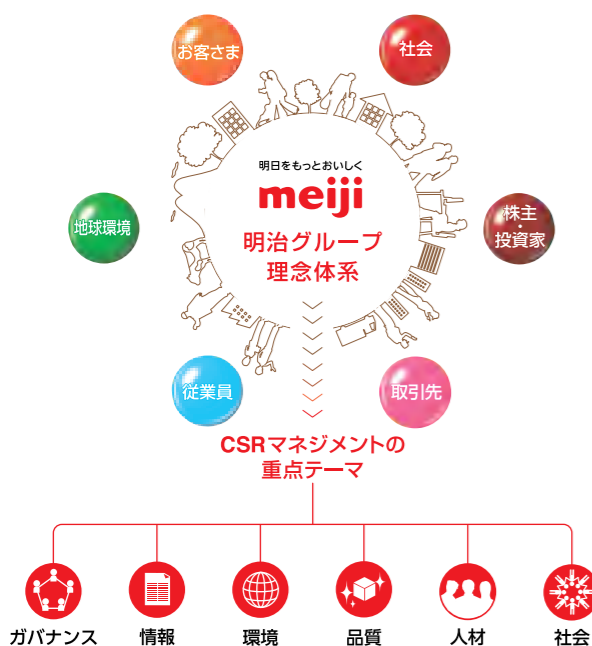 お客さま
社会
明日をもっとおいしく
meiji
明治グループ
理念体系
地球環境
株主
・
投資家
従業員
取引先
CSRマネジメントの
重点テーマ
ガバナンス
情報
環境
品質
人材
社会